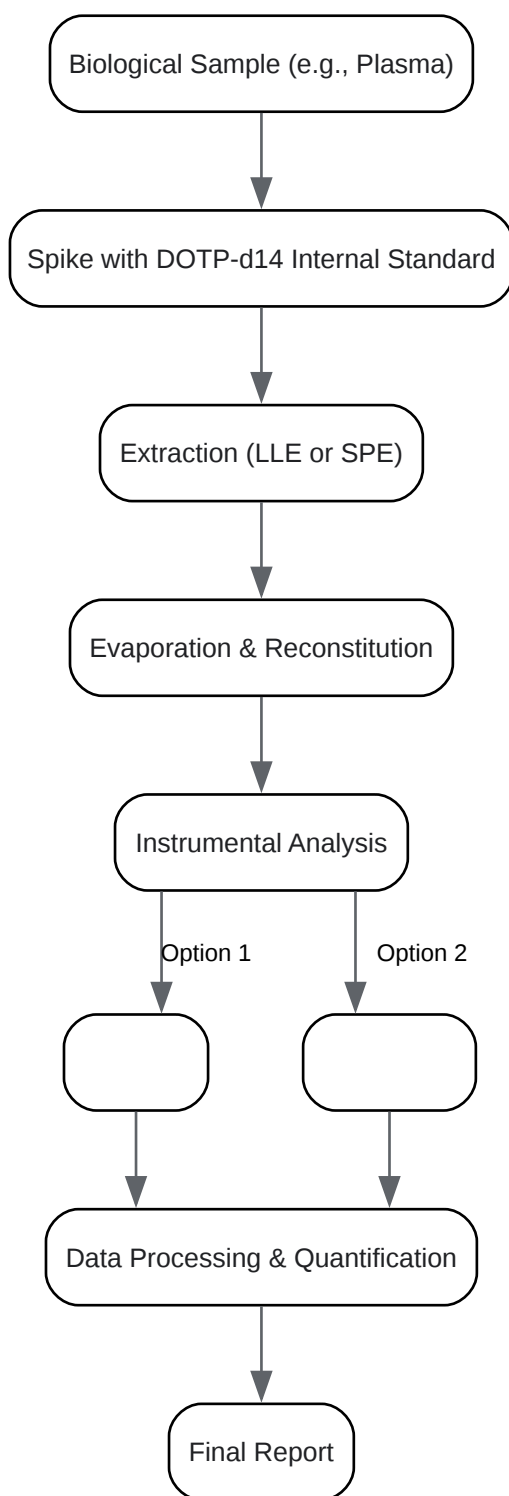 Biological Sample (e.g., Plasma)
Spike with DOTP-d14 Internal Standard
Extraction (LLE or SPE)
Evaporation & Reconstitution
Instrumental Analysis
Option 1
Option 2
Data Processing & Quantification
Final Report